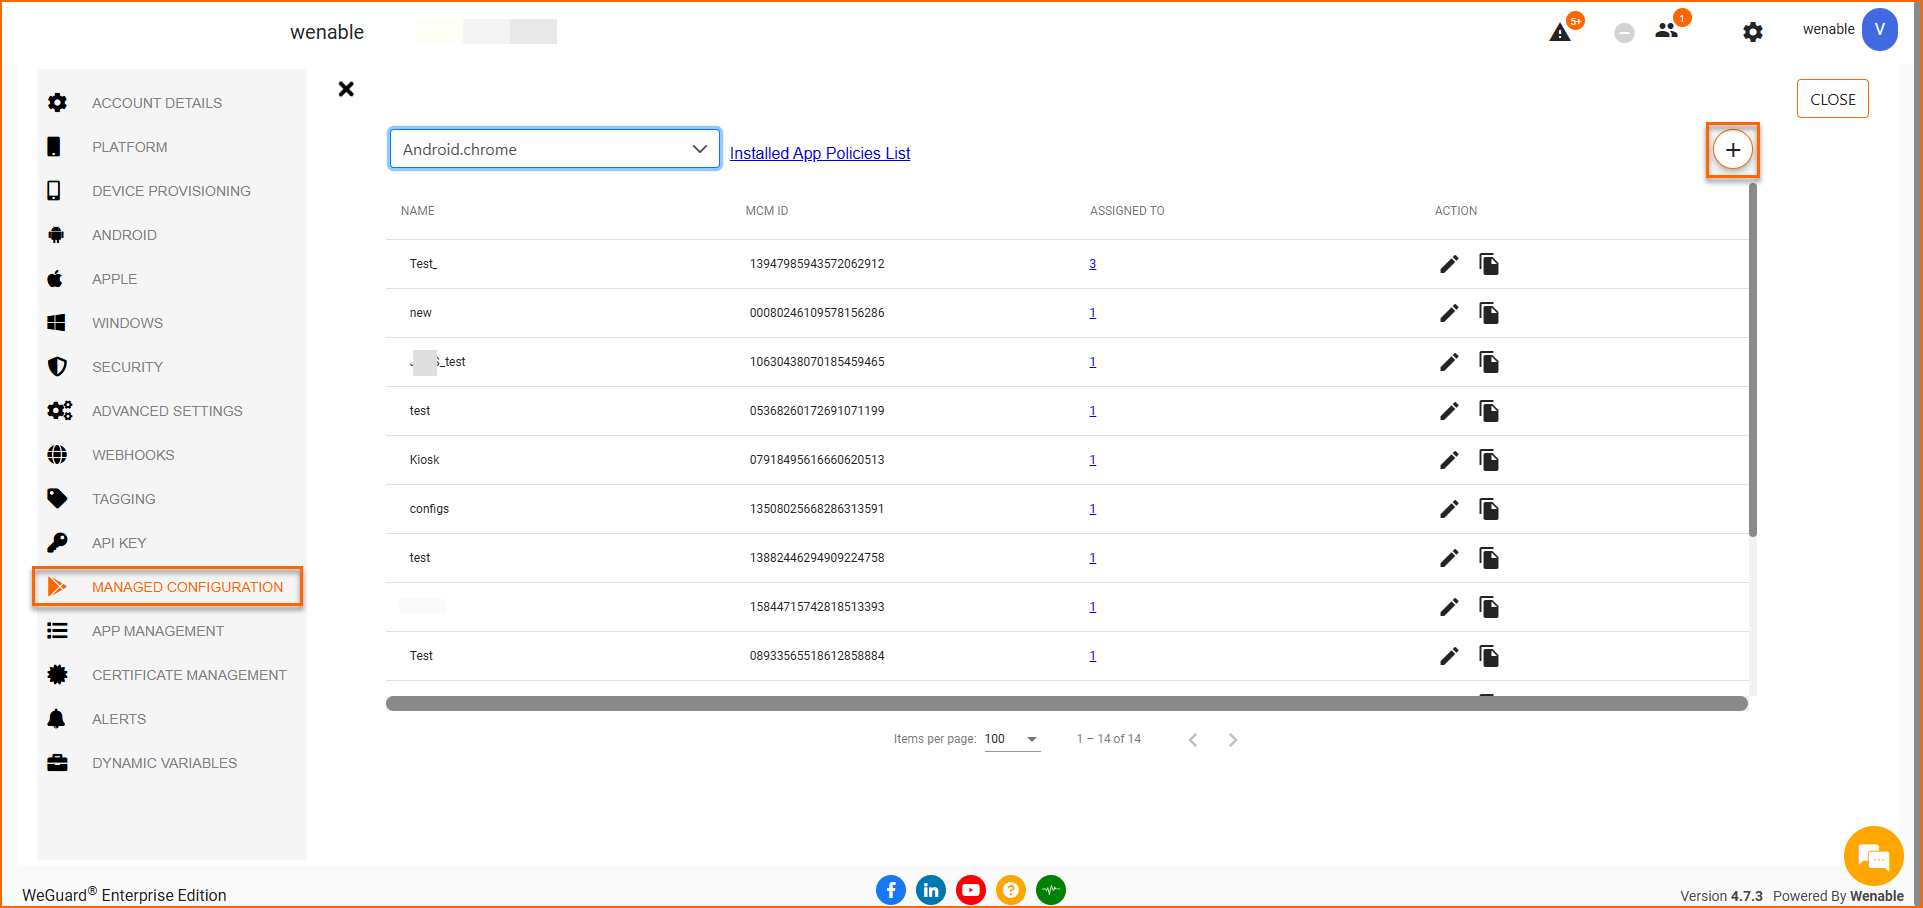 wenable
5+
1
wenable
V
ACCOUNT DETAILS
PLATFORM
DEVICE PROVISIONING
ANDROID
APPLE
WINDOWS
SECURITY
ADVANCED SETTINGS
WEBHOOKS
TAGGING
API KEY
MANAGED CONFIGURATION
APP MANAGEMENT
CERTIFICATE MANAGEMENT
ALERTS
DYNAMIC VARIABLES
CLOSE
Android.chrome
Installed App Policies List
NAME MCM ID ASSIGNED TO ACTION
Test_ 13947985943572062912 3
new 00080246109578156286 1
_test 10630438070185459465 1
test 05368260172691071199 1
Kiosk 07918495616660620513 1
configs 13508025668286313591 1
test 13882446294909224758 1
15844715742818513393 1
Test 08933565518612858884 1
Items per page: 100 1 – 14 of 14
WeGuard® Enterprise Edition
Version 4.7.3 Powered By Wenable